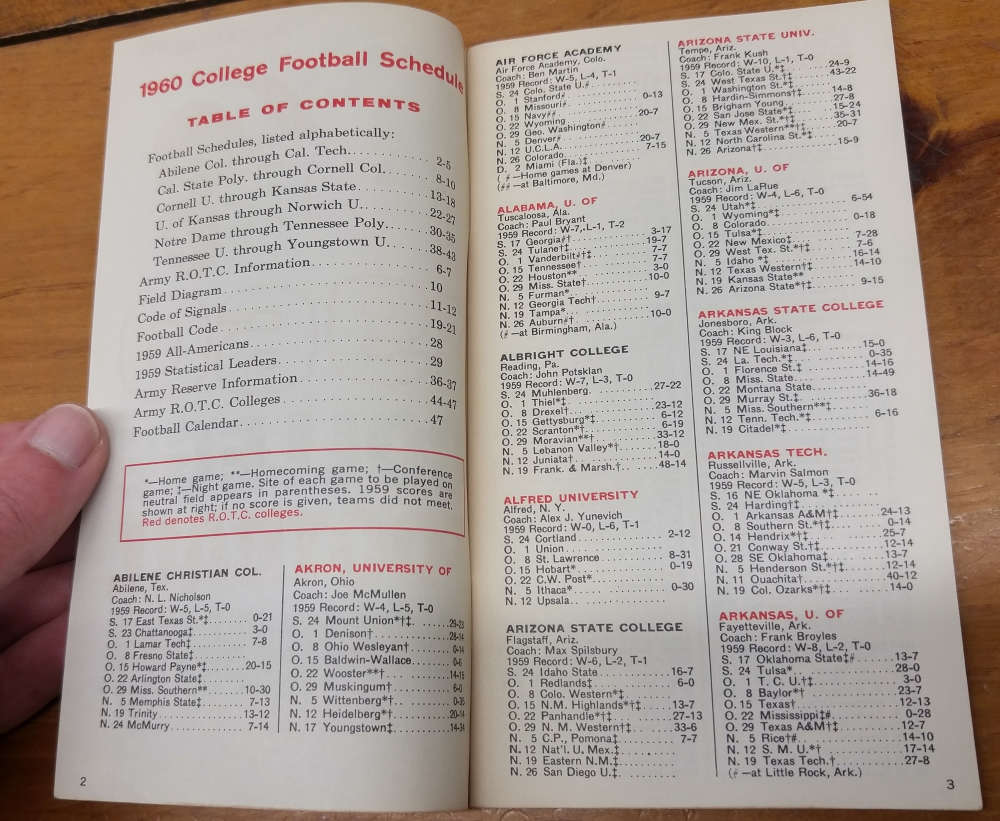 1960 College Football Schedule
TABLE OF CONTENTS
Football Schedules, listed alphabetically:
Abilene Col. through Cal. Tech. 2-5
Cal. State Poly. through Cornell Col. 8-10
Cornell U. through Kansas State 13-18
U. of Kansas through Norwich U. 22-27
Notre Dame through Tennessee Poly. 30-35
Tennessee U. through Youngstown U. 38-43
Army R.O.T.C. Information 6-7
Field Diagram 10
Code of Signals 11-12
Football Code 19-21
1959 All-Americans 28
1959 Statistical Leaders 29
Army Reserve Information 36-37
Army R.O.T.C. Colleges 44-47
Football Calendar 47
*—Home game; **—Homecoming game; †—Conference
game; ‡—Night game. Site of each game to be played on
neutral field appears in parentheses. 1959 scores are
shown at right; if no score is given, teams did not meet.
Red denotes R.O.T.C. colleges.
ABILENE CHRISTIAN COL.
Abilene, Tex.
Coach: N. L. Nicholson
1959 Record: W-5, L-5, T-0
S. 17 East Texas St.*‡ 0-21
S. 23 Chattanooga‡ 3-0
O. 1 Lamar Tech‡ 7-8
O. 8 Fresno State‡
O. 15 Howard Payne*‡ 20-15
O. 22 Arlington State‡
O. 29 Miss. Southern** 10-30
N. 5 Memphis State‡ 7-13
N. 19 Trinity 13-12
N. 24 McMurry 7-14
AKRON, UNIVERSITY OF
Akron, Ohio
Coach: Joe McMullen
1959 Record: W-4, L-5, T-0
S. 24 Mount Union*†‡ 29-23
O. 1 Denison† 28-14
O. 8 Ohio Wesleyan† 0-14
O. 15 Baldwin-Wallace 0-6
O. 22 Wooster**† 14-15
O. 29 Muskingum† 6-0
N. 5 Wittenberg*† 0-35
N. 12 Heidelberg*† 20-14
N. 17 Youngstown‡ 14-24
2
AIR FORCE ACADEMY
Air Force Academy, Colo.
Coach: Ben Martin
1959 Record: W-5, L-4, T-1
S. 24 Colo. State U.#
O. 1 Stanford# 0-13
O. 8 Missouri#
O. 15 Navy##
O. 22 Wyoming 20-7
O. 29 Geo. Washington#
N. 5 Denver#
N. 12 U.C.L.A. 20-7
N. 26 Colorado 7-15
D. 2 Miami (Fla.)‡
(#—Home games at Denver)
(##—at Baltimore, Md.)
ALABAMA, U. OF
Tuscaloosa, Ala.
Coach: Paul Bryant
1959 Record: W-7, L-1, T-2
S. 17 Georgia#† 3-17
S. 24 Tulane†‡ 19-7
O. 1 Vanderbilt#†‡ 7-7
O. 15 Tennessee† 7-7
O. 22 Houston** 3-0
O. 29 Miss. State† 10-0
N. 5 Furman*
N. 12 Georgia Tech† 9-7
N. 19 Tampa*
N. 26 Auburn#† 10-0
(#—at Birmingham, Ala.)
ALBRIGHT COLLEGE
Reading, Pa.
Coach: John Potsklan
1959 Record: W-7, L-3, T-0
S. 24 Muhlenberg 27-22
O. 1 Thiel*‡
O. 8 Drexel† 23-12
O. 15 Gettysburg*‡ 6-12
O. 22 Scranton*† 6-19
O. 29 Moravian**† 33-12
N. 5 Lebanon Valley*† 18-0
N. 12 Juniata† 14-0
N. 19 Frank. & Marsh.† 48-14
ALFRED UNIVERSITY
Alfred, N. Y.
Coach: Alex J. Yunevich
1959 Record: W-0, L-6, T-1
S. 24 Cortland 2-12
O. 1 Union
O. 8 St. Lawrence 8-31
O. 15 Hobart* 0-19
O. 22 C.W. Post*
N. 5 Ithaca* 0-30
N. 12 Upsala
ARIZONA STATE COLLEGE
Flagstaff, Ariz.
Coach: Max Spilsbury
1959 Record: W-6, L-2, T-1
S. 24 Idaho State 16-7
O. 1 Redlands‡ 6-0
O. 8 Colo. Western*‡
O. 15 N.M. Highlands*†‡ 13-7
O. 22 Panhandle*†‡ 27-13
O. 29 N. M. Western†‡ 33-6
N. 5 C.P., Pomona‡ 7-7
N. 12 Nat'l. U. Mex.‡
N. 19 Eastern N.M.‡
N. 26 San Diego U.‡
ARIZONA STATE UNIV.
Tempe, Ariz.
Coach: Frank Kush
1959 Record: W-10, L-1, T-0
S. 17 Colo. State U.*‡ 24-9
S. 24 West Texas St.†‡ 43-22
O. 1 Washington St.*‡
O. 8 Hardin-Simmons†‡ 14-8
O. 15 Brigham Young 27-8
O. 22 San Jose State*‡ 15-24
O. 29 New Mex. St.*†‡ 35-31
N. 5 Texas Western**†‡ 20-7
N. 12 North Carolina St.*‡
N. 26 Arizona†‡ 15-9
ARIZONA, U. OF
Tucson, Ariz.
Coach: Jim LaRue
1959 Record: W-4, L-6, T-0
S. 24 Utah*‡ 6-54
O. 1 Wyoming*‡
O. 8 Colorado 0-18
O. 15 Tulsa*‡
O. 22 New Mexico‡ 7-28
O. 29 West Tex. St.*†‡ 7-6
N. 5 Idaho *‡ 16-14
N. 12 Texas Western†‡ 14-10
N. 19 Kansas State**
N. 26 Arizona State*†‡ 9-15
ARKANSAS STATE COLLEGE
Jonesboro, Ark.
Coach: King Block
1959 Record: W-3, L-6, T-0
S. 17 NE Louisiana‡ 15-0
S. 24 La. Tech.*‡ 0-35
O. 1 Florence St.‡ 14-16
O. 8 Miss. State 14-49
O. 22 Montana State
O. 29 Murray St.‡ 36-18
N. 5 Miss. Southern**‡
N. 12 Tenn. Tech.*‡ 6-16
N. 19 Citadel*‡
ARKANSAS TECH.
Russellville, Ark.
Coach: Marvin Salmon
1959 Record: W-5, L-3, T-0
S. 16 NE Oklahoma *‡
S. 24 Harding†‡
O. 1 Arkansas A&M†‡ 24-13
O. 8 Southern St.*†‡ 0-14
O. 14 Hendrix*†‡ 25-7
O. 21 Conway St.†‡ 12-14
O. 28 SE Oklahoma‡ 13-7
N. 5 Henderson St.*†‡ 12-14
N. 11 Ouachita† 40-12
N. 19 Col. Ozarks*†‡ 14-0
ARKANSAS, U. OF
Fayetteville, Ark.
Coach: Frank Broyles
1959 Record: W-8, L-2, T-0
S. 17 Oklahoma State‡# 13-7
S. 24 Tulsa* 28-0
O. 1 T. C. U.†‡ 3-0
O. 8 Baylor*† 23-7
O. 15 Texas† 12-13
O. 22 Mississippi‡# 0-28
O. 29 Texas A&M†‡ 12-7
N. 5 Rice†# 14-10
N. 12 S. M. U.*† 17-14
N. 19 Texas Tech.† 27-8
(#—at Little Rock, Ark.)
3